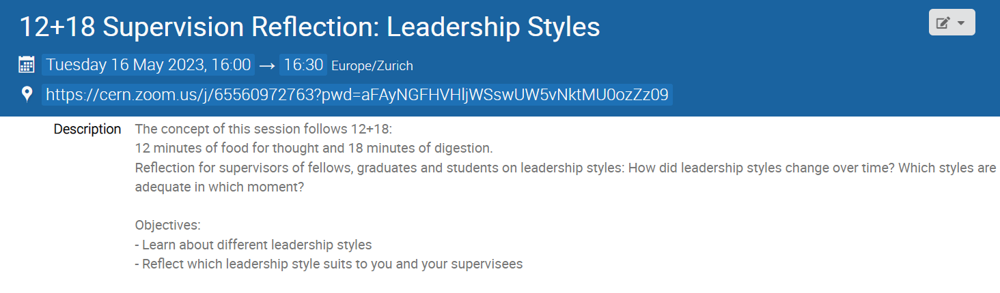 12+18 Supervision Reflection: Leadership Styles
Tuesday 16 May 2023, 16:00 → 16:30 Europe/Zurich
https://cern.zoom.us/j/65560972763?pwd=aFAyNGFHVHljWSswUW5vNktMU0ozZz09
Description The concept of this session follows 12+18:
12 minutes of food for thought and 18 minutes of digestion.
Reflection for supervisors of fellows, graduates and students on leadership styles: How did leadership styles change over time? Which styles are
adequate in which moment?
Objectives:
- Learn about different leadership styles
- Reflect which leadership style suits to you and your supervisees